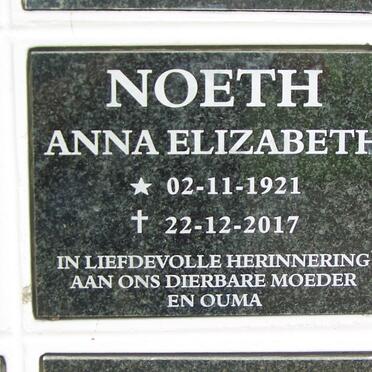 NOETH
ANNA ELIZABETH
★ 02-11-1921
✝ 22-12-2017
IN LIEFDEVOLLE HERINNERING
AAN ONS DIERBARE MOEDER
EN OUMA